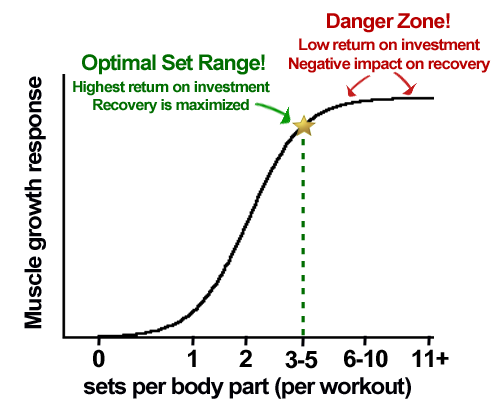 Danger Zone!
Low return on investment
Negative impact on recovery
Optimal Set Range!
Highest return on investment
Recovery is maximized
Muscle growth response
0 1 2 3-5 6-10 11+
sets per body part (per workout)